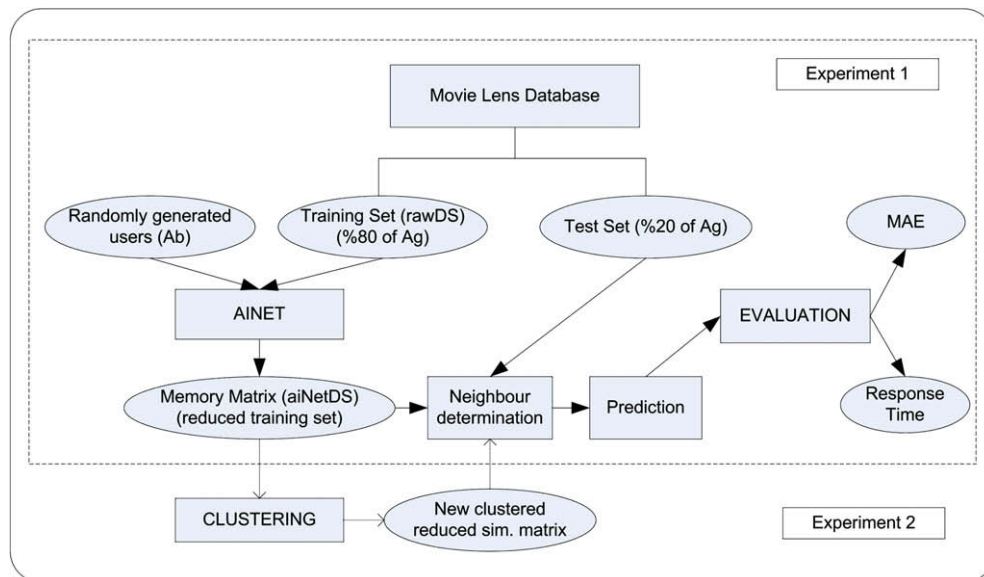 Experiment 1
Movie Lens Database
Randomly generated
users (Ab)
Training Set (rawDS)
(%80 of Ag)
Test Set (%20 of Ag)
MAE
AINET
EVALUATION
Memory Matrix (aiNetDS)
(reduced training set)
Neighbour
determination
Prediction
Response
Time
CLUSTERING
New clustered
reduced sim. matrix
Experiment 2